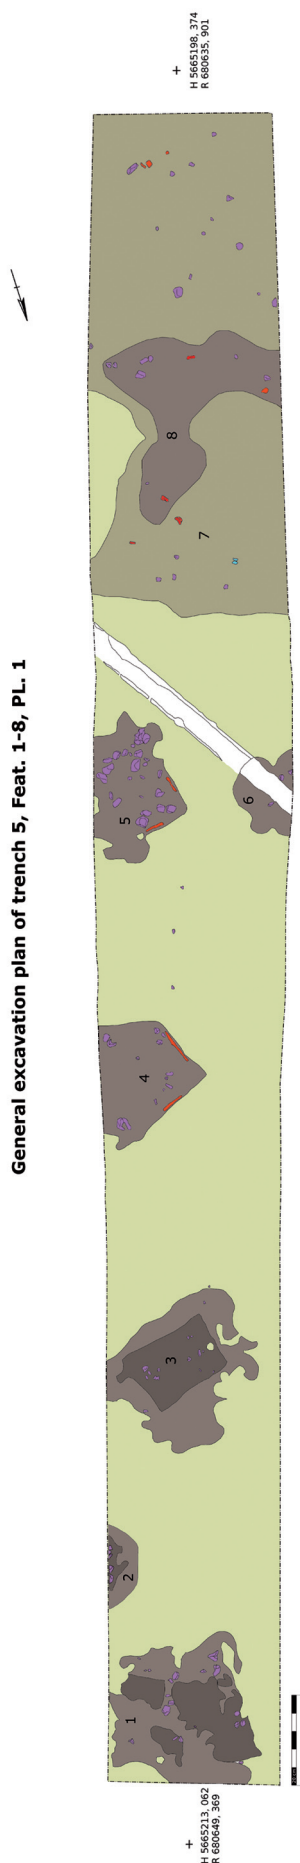 General excavation plan of trench 5, Feat. 1-8, PL. 1
H 5665213, 062
R 680649, 369
1
2
3
4
5
6
7
8
H 5665198, 374
R 680635, 901